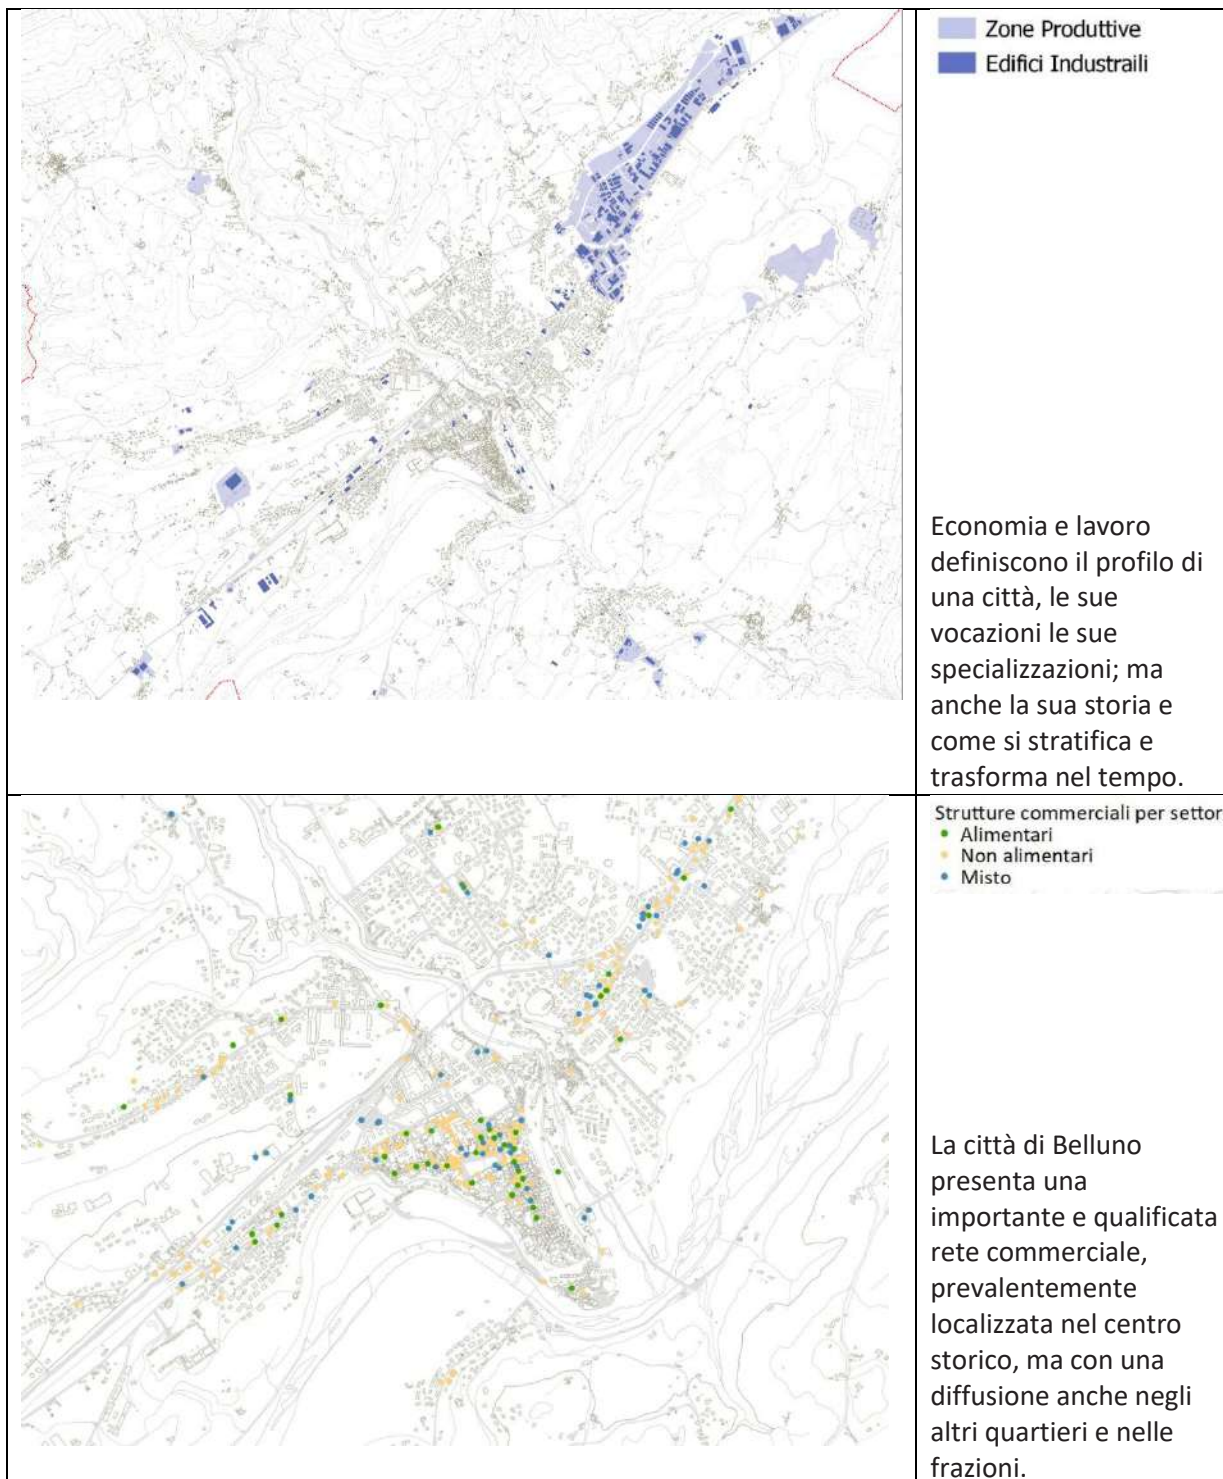 Zone Produttive
Edifici Industraili
Economia e lavoro
definiscono il profilo di
una città, le sue
vocazioni le sue
specializzazioni; ma
anche la sua storia e
come si stratifica e
trasforma nel tempo.
Strutture commerciali per settor
Alimentari
Non alimentari
Misto
La città di Belluno
presenta una
importante e qualificata
rete commerciale,
prevalentemente
localizzata nel centro
storico, ma con una
diffusione anche negli
altri quartieri e nelle
frazioni.